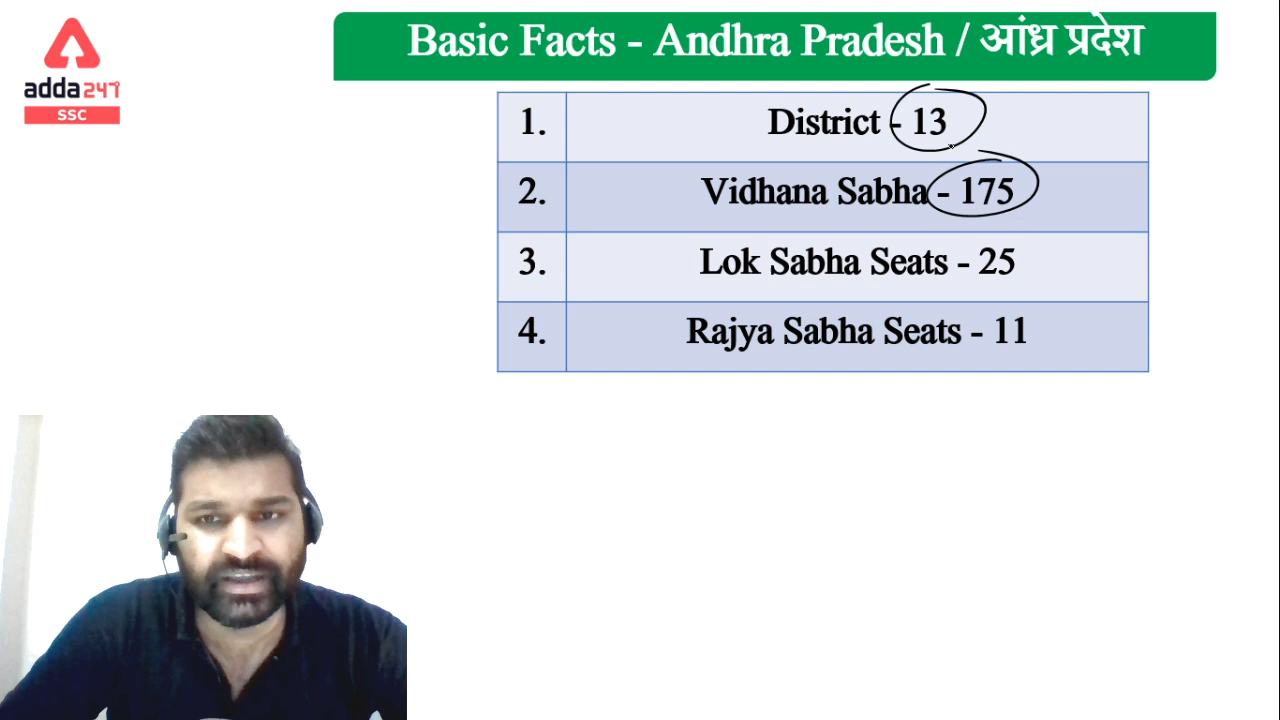 adda247
SSC
Basic Facts - Andhra Pradesh / आंध्र प्रदेश
1. District - 13
2. Vidhana Sabha - 175
3. Lok Sabha Seats - 25
4. Rajya Sabha Seats - 11